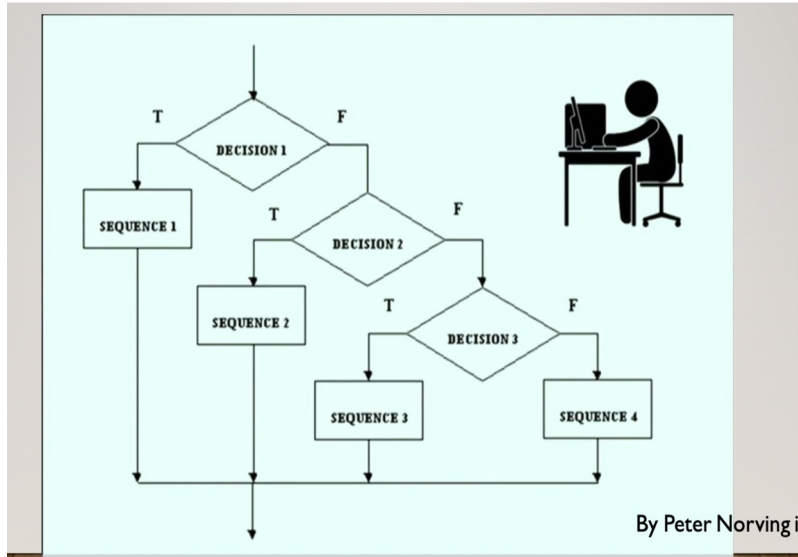 T
F
DECISION 1
SEQUENCE 1
T
F
DECISION 2
SEQUENCE 2
T
F
DECISION 3
SEQUENCE 3
SEQUENCE 4
By Peter Norving i